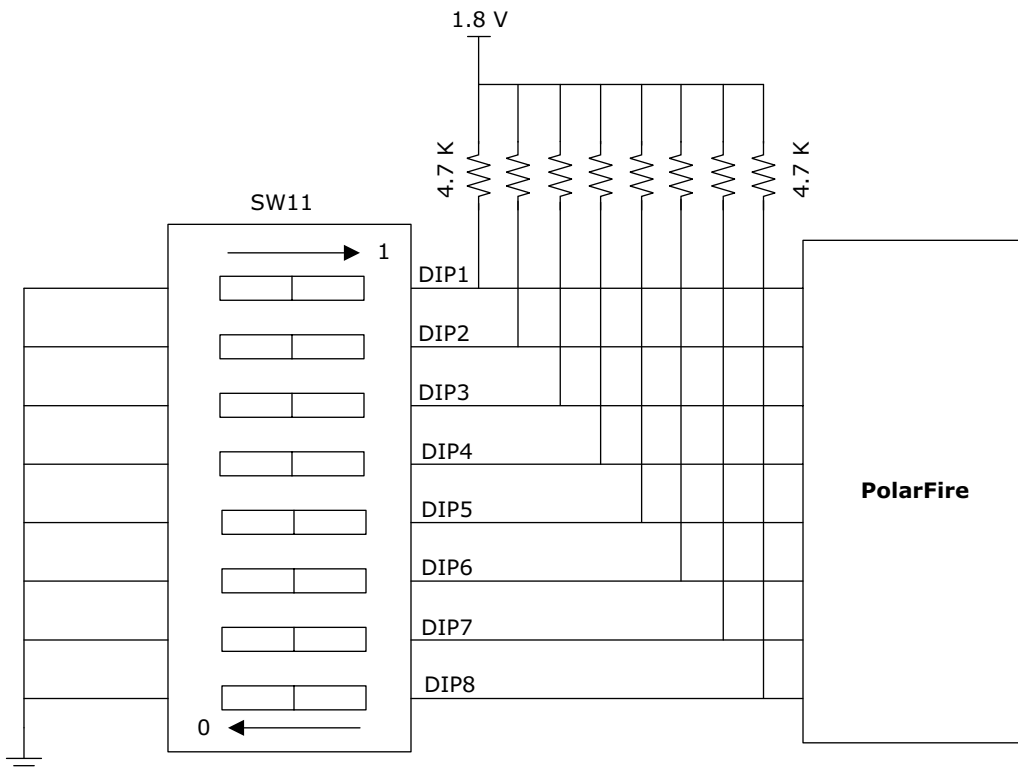 1.8 V
4.7 K
4.7 K
SW11
1
DIP1
DIP2
DIP3
DIP4
DIP5
DIP6
DIP7
DIP8
PolarFire
0